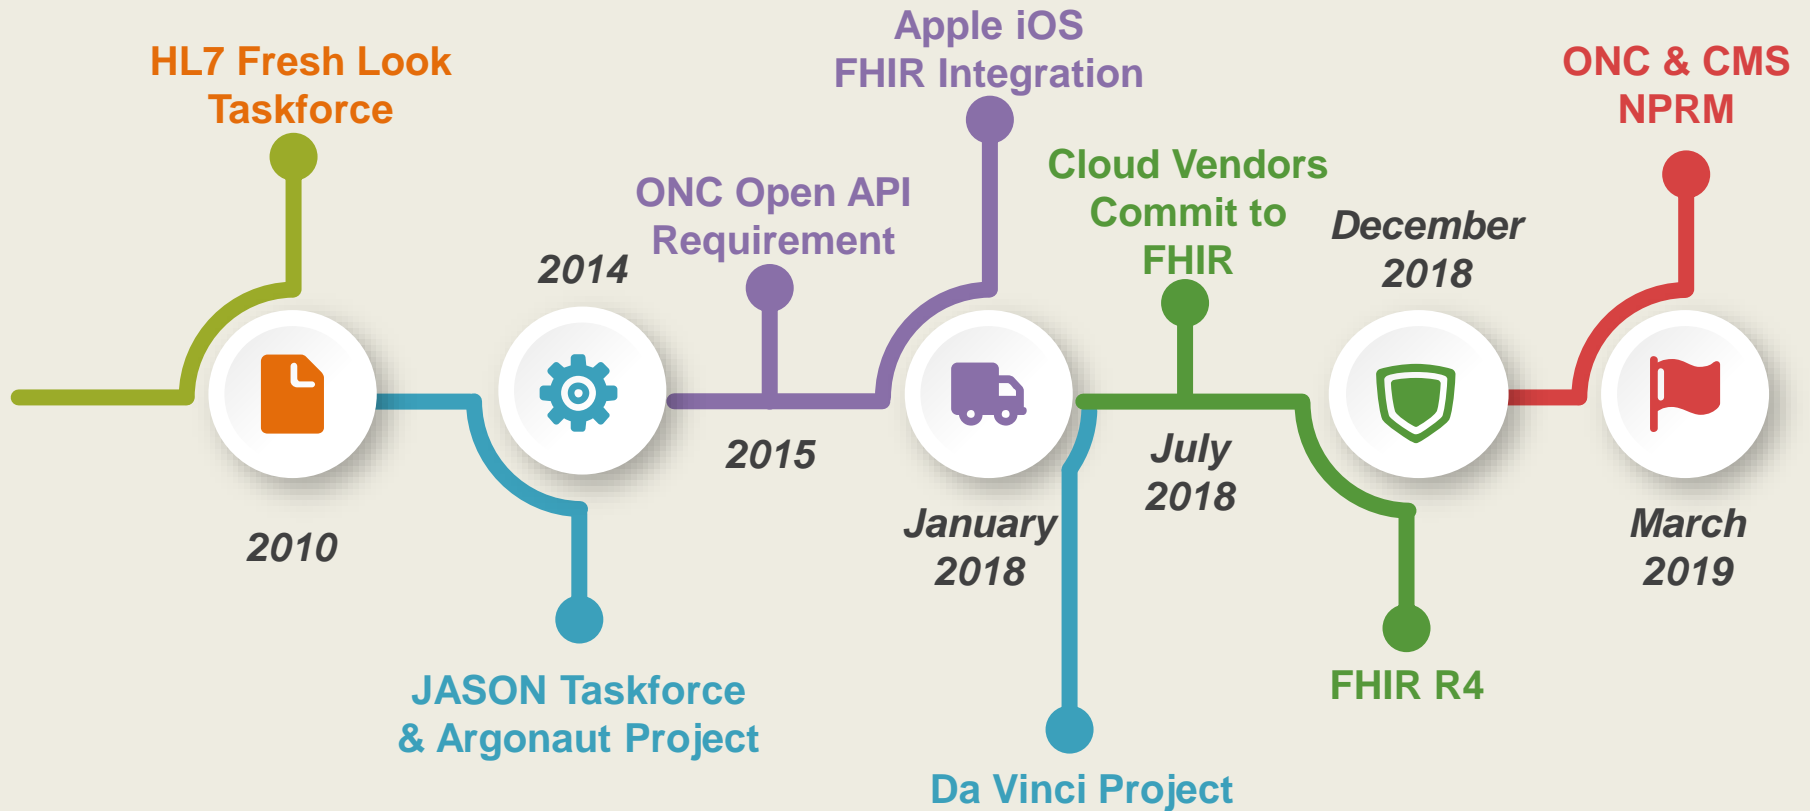 HL7 Fresh Look
Taskforce
2010
2014
JASON Taskforce
& Argonaut Project
ONC Open API
Requirement
2015
Apple iOS
FHIR Integration
January
2018
Da Vinci Project
Cloud Vendors
Commit to
FHIR
July
2018
December
2018
FHIR R4
ONC & CMS
NPRM
March
2019